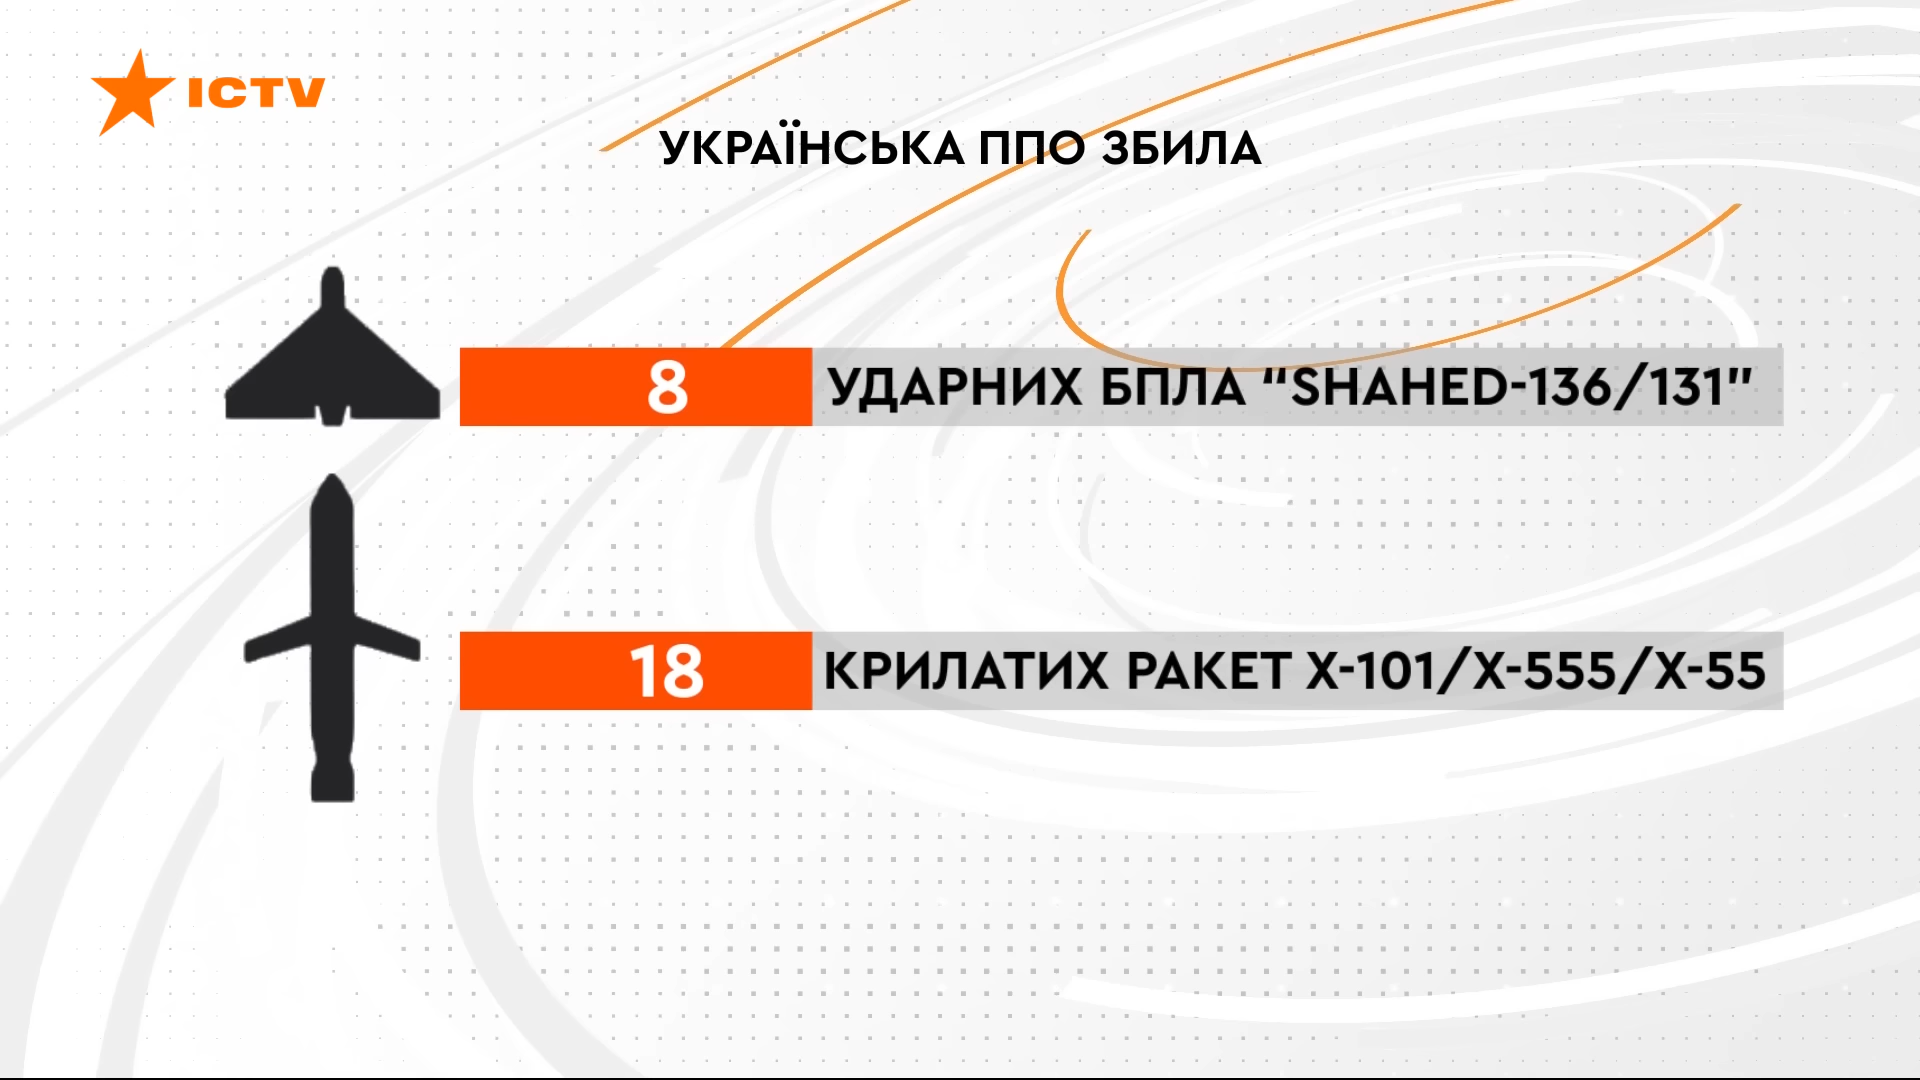 ICTV
УКРАЇНСЬКА ППО ЗБИЛА
8 УДАРНИХ БПЛА “SHAHED-136/131”
18 КРИЛАТИХ РАКЕТ Х-101/Х-555/Х-55